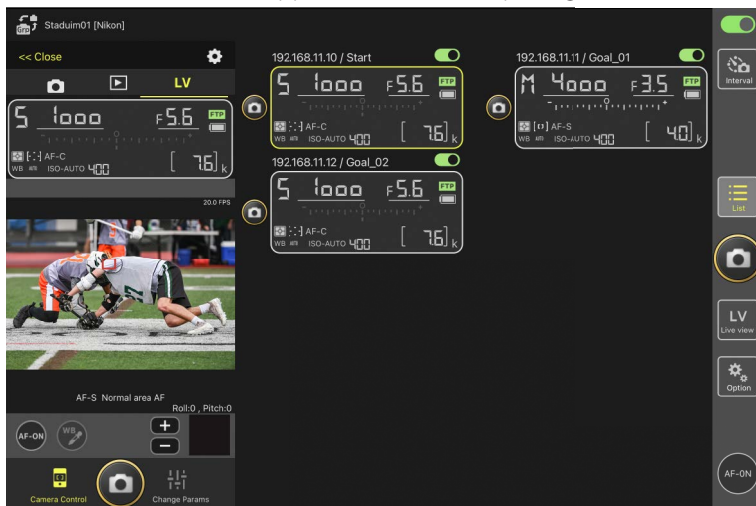 Grp
Staduim01 [Nikon]
<< Close
LV
S 1000 F5.6 FTP
AF-C
WB ISO-AUTO 400 [ 7.6] k
20.0 FPS
77
AF-S Normal area AF
Roll:0 , Pitch:0
AF-ON
WB
Camera Control
Change Params
192.168.11.10 / Start
S 1000 F5.6 FTP
AF-C
WB ISO-AUTO 400 [ 7.6] k
192.168.11.11 / Goal_01
M 4000 F3.5 FTP
AF-S
WB ISO-AUTO 400 [ 4.0] k
192.168.11.12 / Goal_02
S 1000 F5.6 FTP
AF-C
WB ISO-AUTO 400 [ 7.6] k
Interval
List
LV
Live view
Option
AF-ON